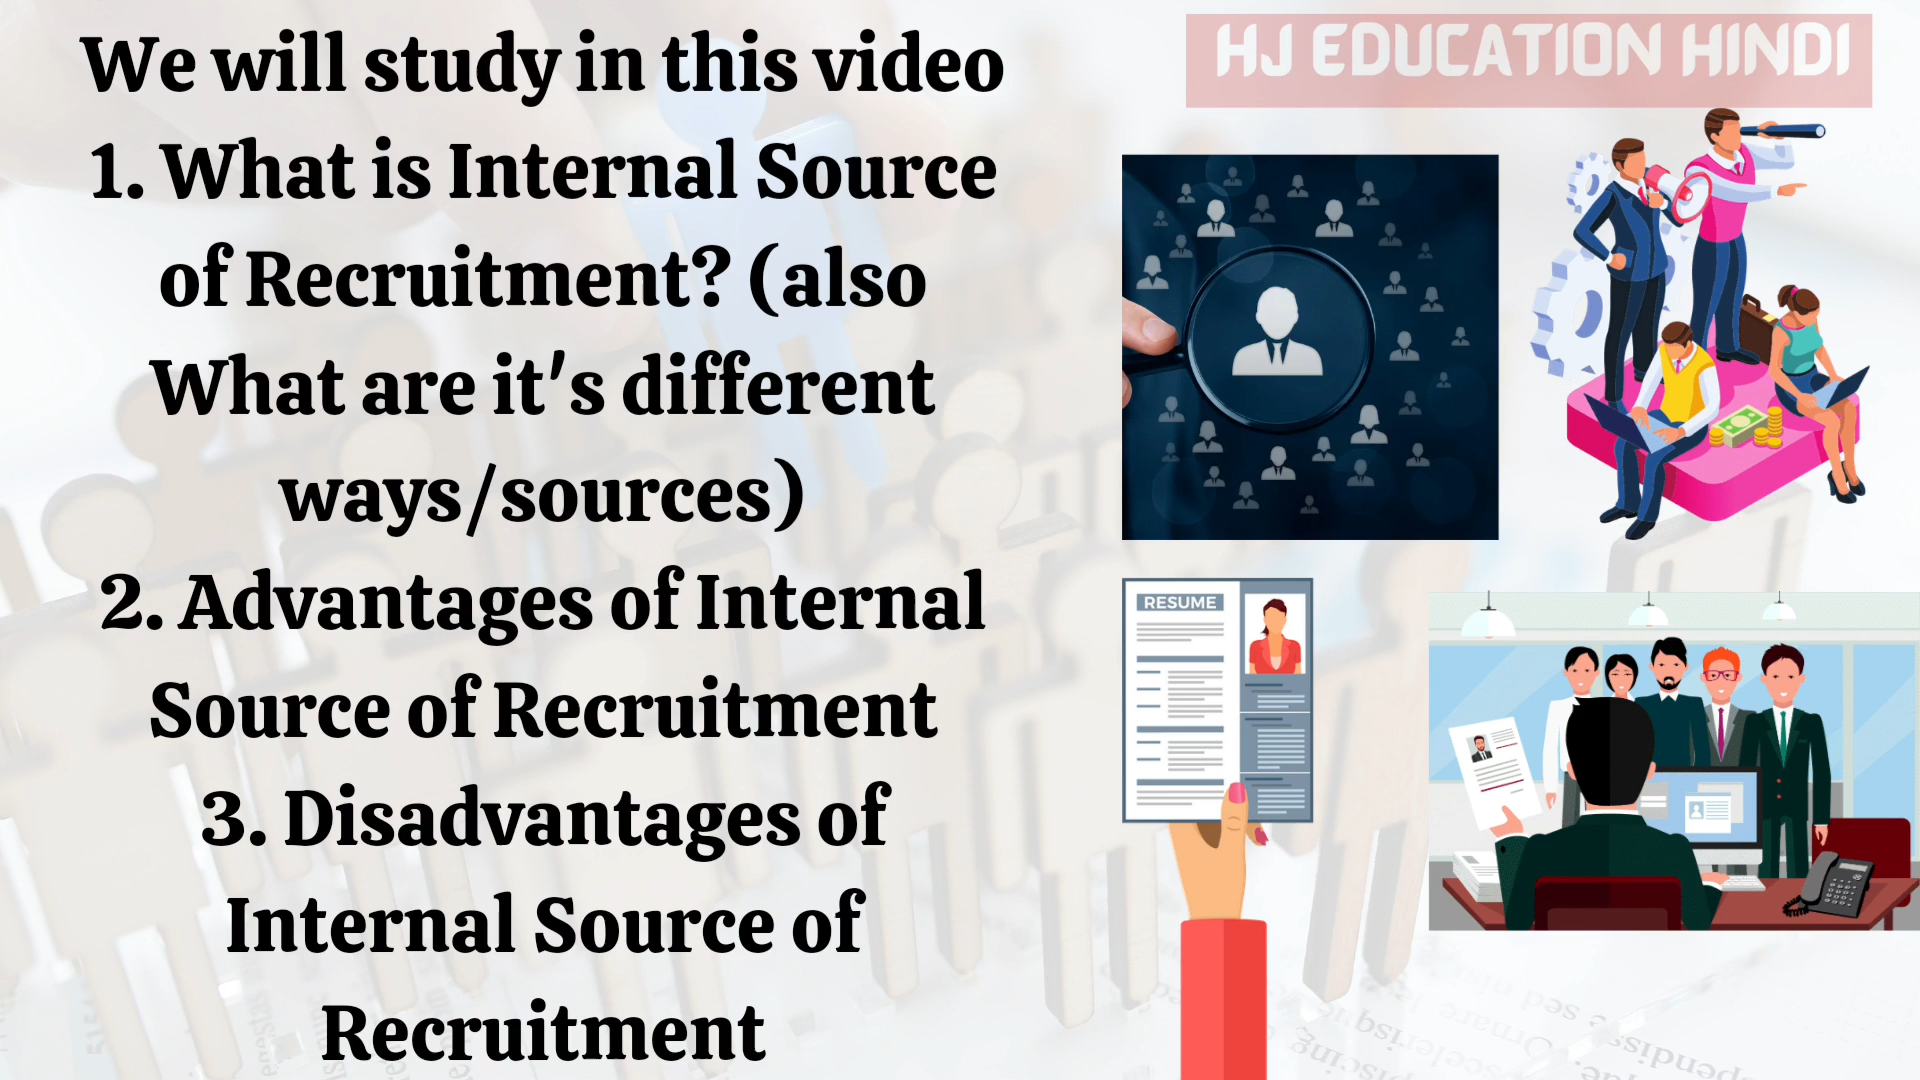 We will study in this video
1. What is Internal Source
of Recruitment? (also
What are it's different
ways/sources)
2. Advantages of Internal
Source of Recruitment
3. Disadvantages of
Internal Source of
Recruitment
HJ EDUCATION HINDI
RESUME